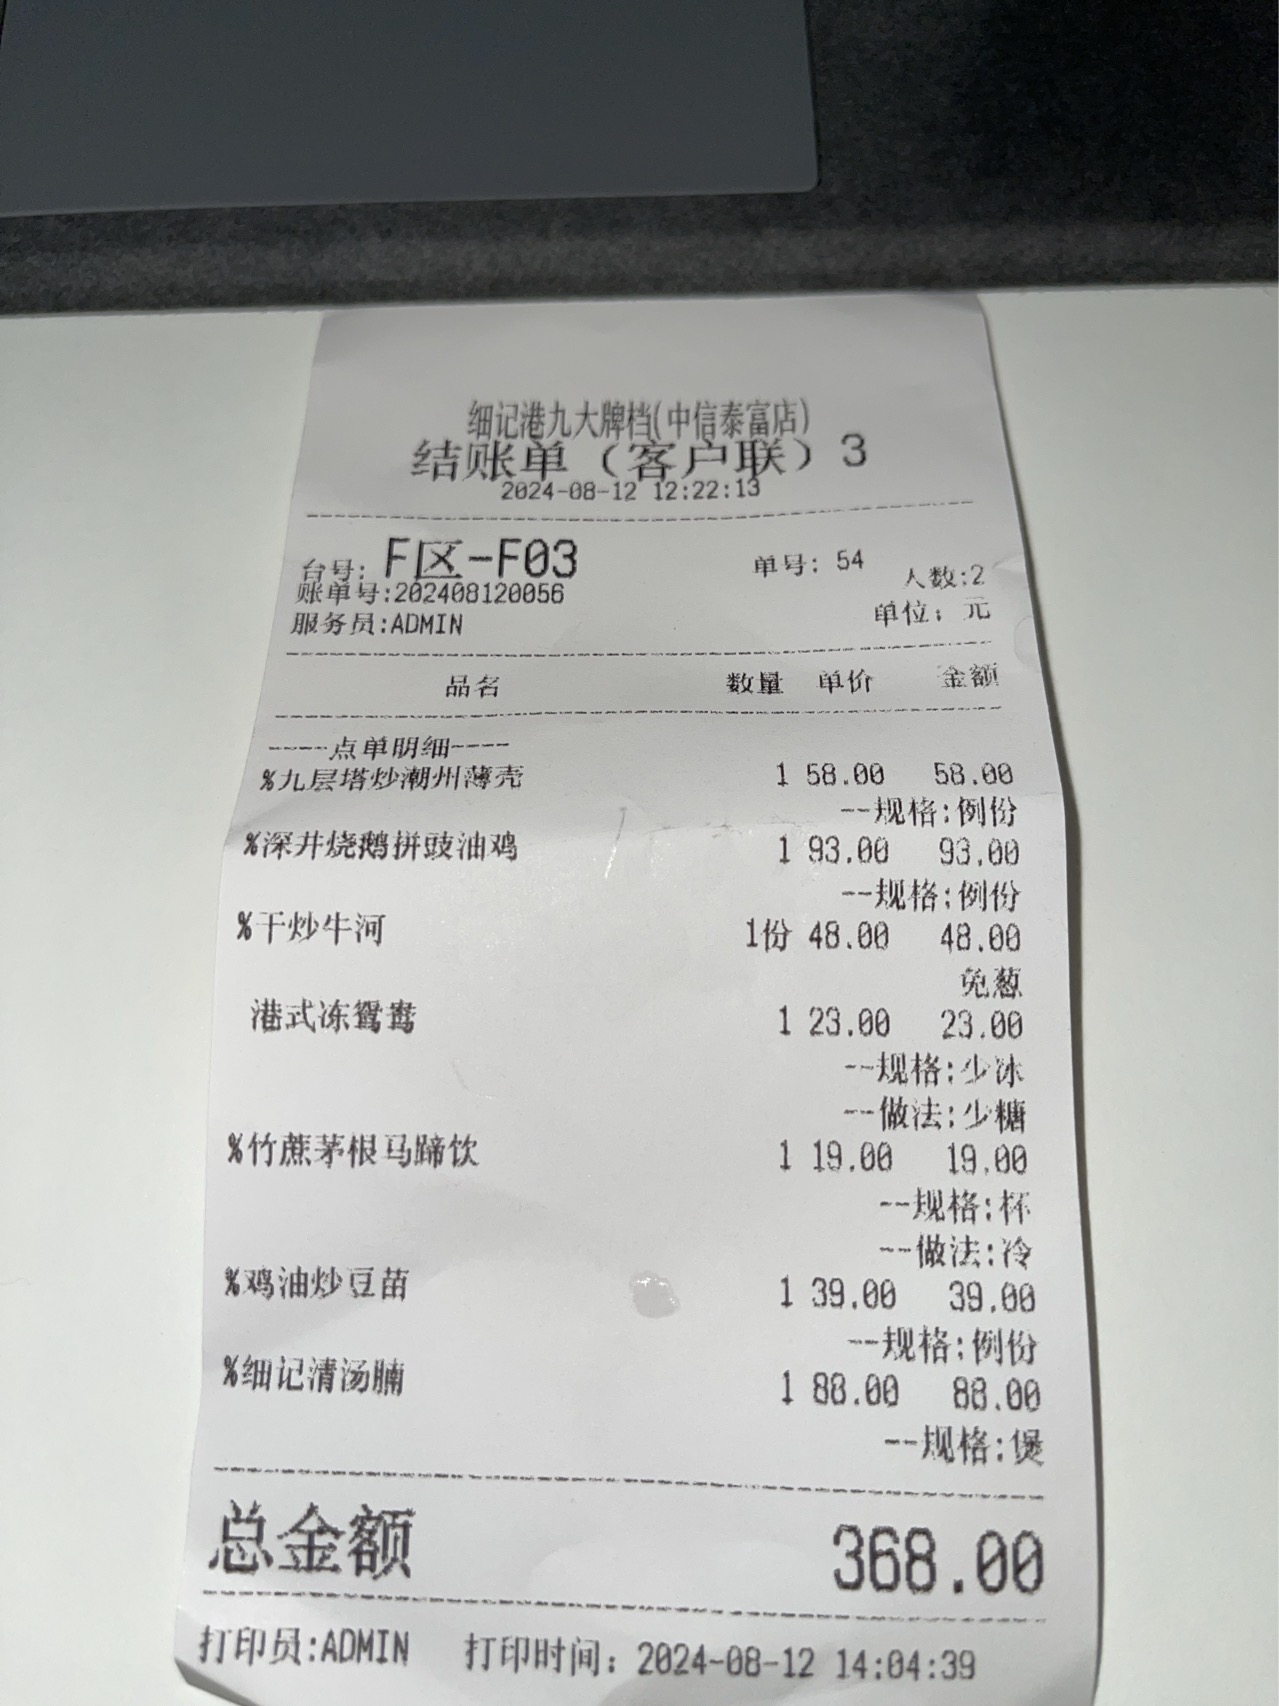 细记港九大牌档(中信泰富店)
结账单（客户联）3
2024-08-12 12:22:13
台号: F区-F03 单号: 54
人数:2
账单号:202408120056
服务员:ADMIN 单位: 元
品名 数量 单价 金额
----点单明细----
%九层塔炒潮州薄壳 1 58.00 58.00
--规格:例份
%深井烧鹅拼豉油鸡 1 93.00 93.00
--规格:例份
%干炒牛河 1份 48.00 48.00
免葱
港式冻鸳鸯 1 23.00 23.00
--规格:少冰
--做法:少糖
%竹蔗茅根马蹄饮 1 19.00 19.00
--规格:杯
--做法:冷
%鸡油炒豆苗 1 39.00 39.00
--规格:例份
%细记清汤腩 1 88.00 88.00
--规格:煲
总金额 368.00
打印员:ADMIN 打印时间: 2024-08-12 14:04:39